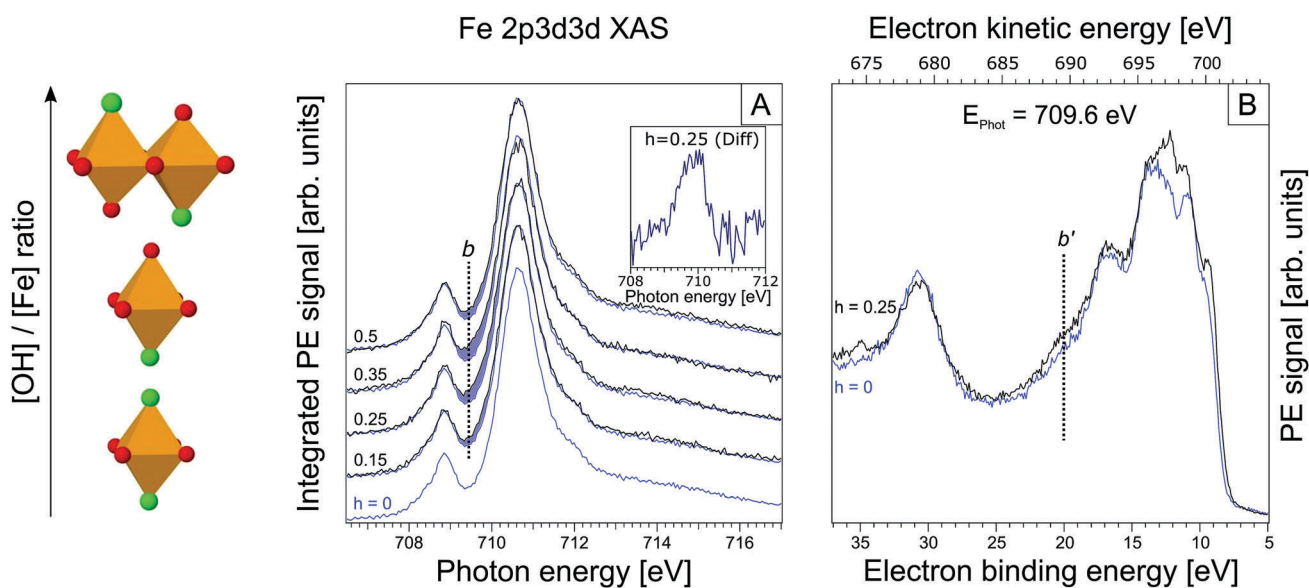 Fe 2p3d3d XAS
[OH] / [Fe] ratio
Integrated PE signal [arb. units]
A
b
0.5
0.35
0.25
0.15
h = 0
h=0.25 (Diff)
708 710 712
Photon energy [eV]
708 710 712 714 716
Photon energy [eV]
Electron kinetic energy [eV]
675 680 685 690 695 700
B
E_Phot = 709.6 eV
b'
h = 0.25
h = 0
PE signal [arb. units]
35 30 25 20 15 10 5
Electron binding energy [eV]